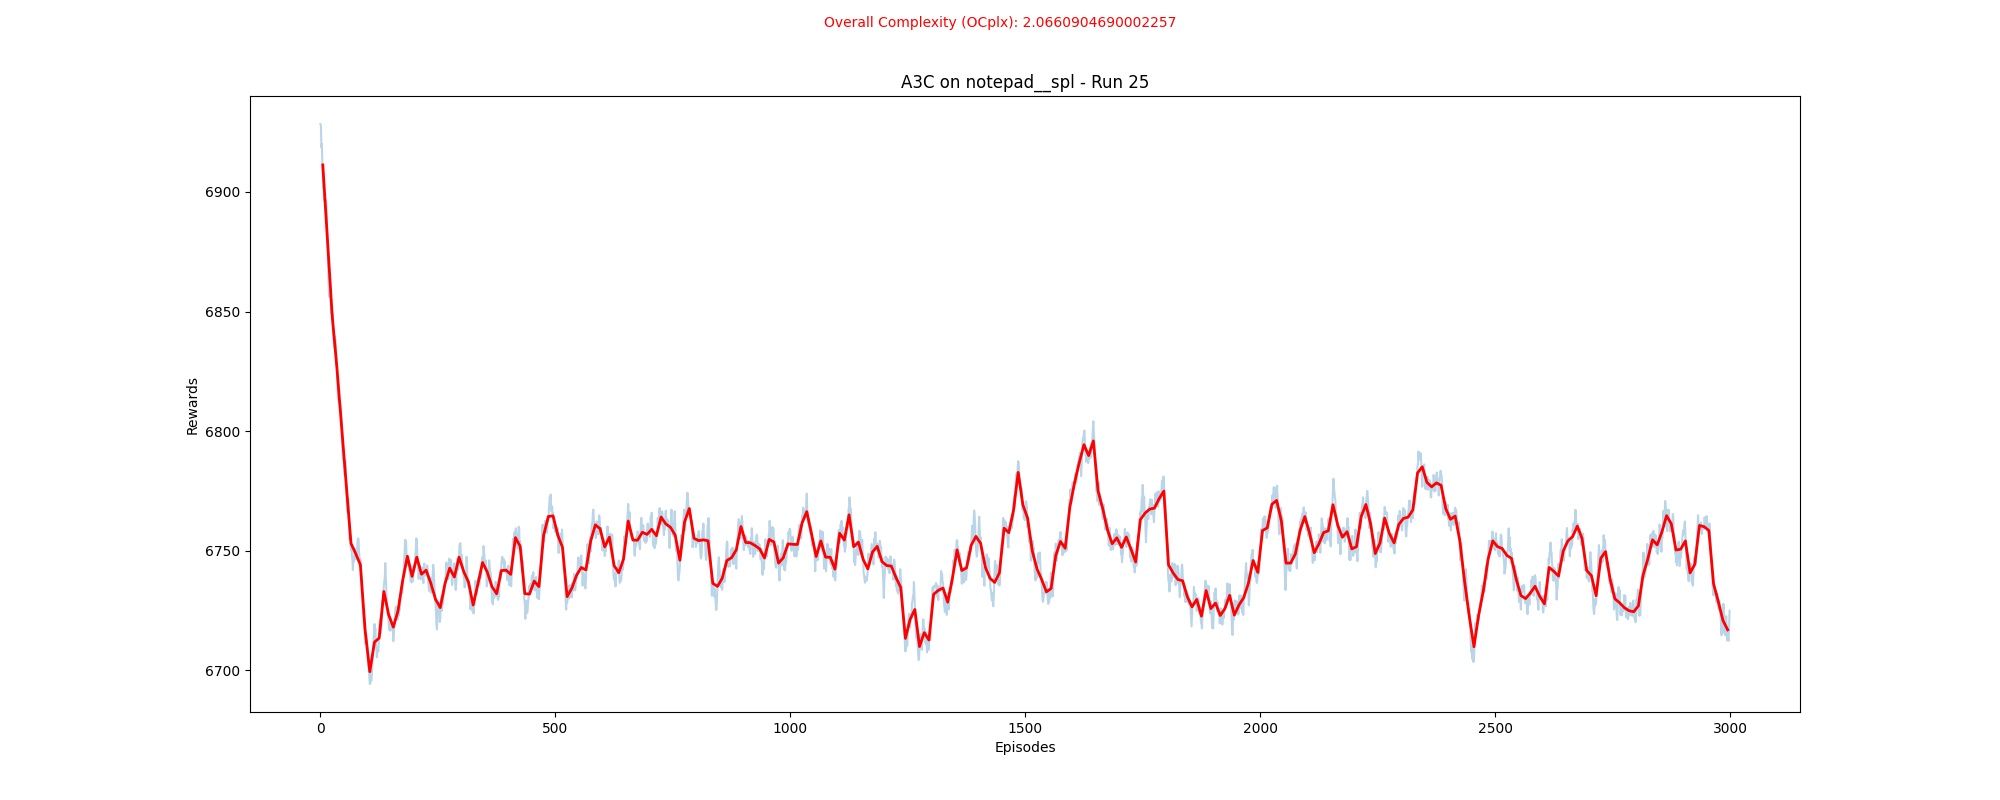 Overall Complexity (OCplx): 2.0660904690002257
A3C on notepad__spl - Run 25
Rewards
6900
6850
6800
6750
6700
0 500 1000 1500 2000 2500 3000
Episodes